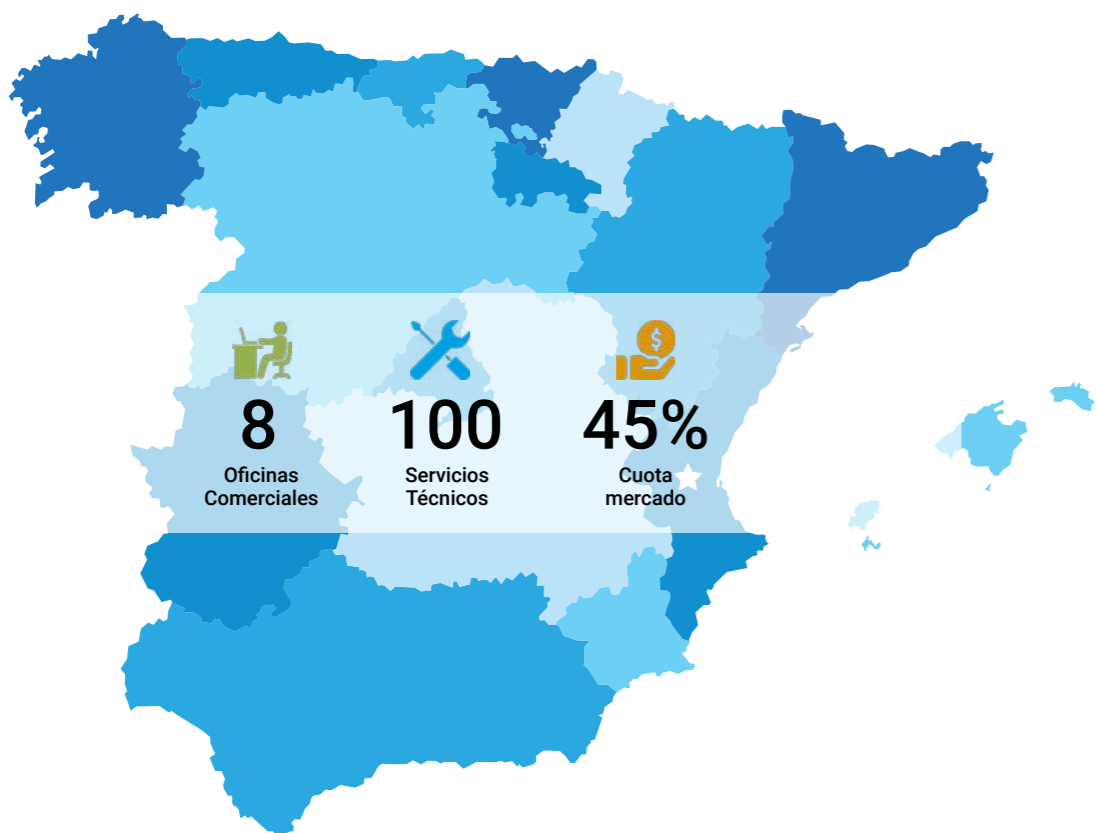 8
Oficinas
Comerciales
100
Servicios
Técnicos
$
45%
Cuota
mercado